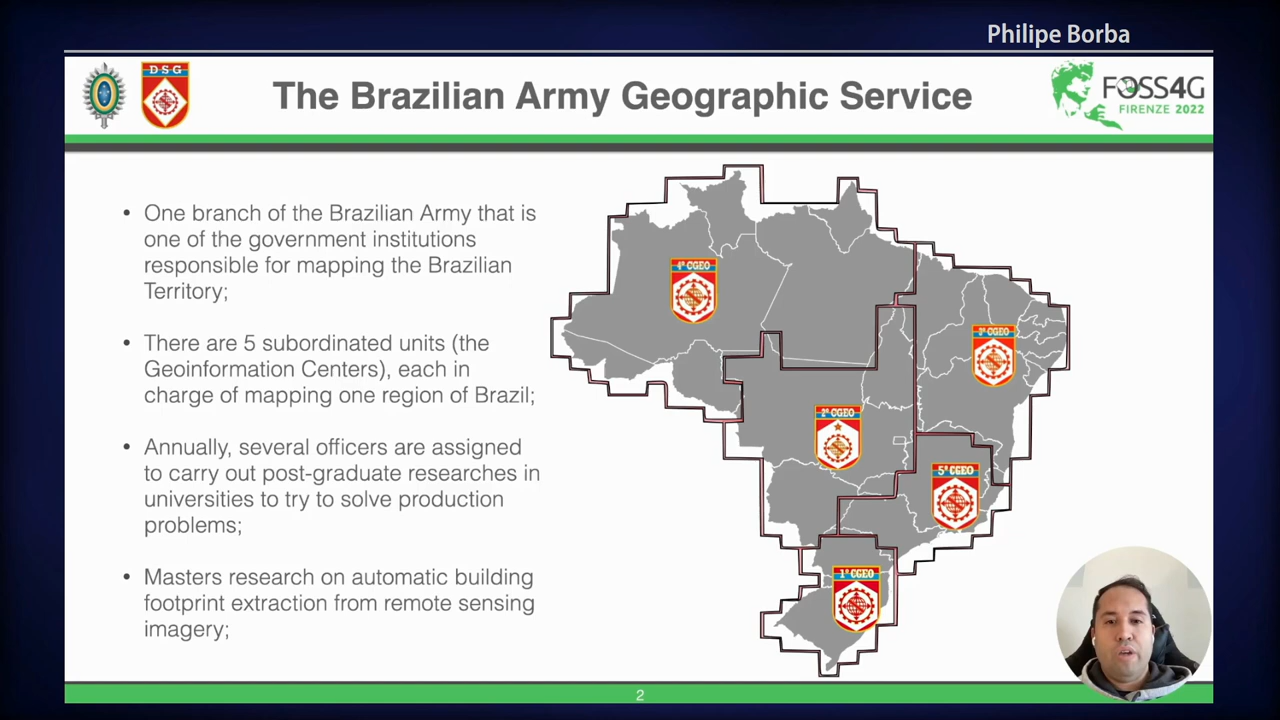 Philipe Borba
DSG
The Brazilian Army Geographic Service
FOSS4G
FIRENZE 2022
• One branch of the Brazilian Army that is
one of the government institutions
responsible for mapping the Brazilian
Territory;
• There are 5 subordinated units (the
Geoinformation Centers), each in
charge of mapping one region of Brazil;
• Annually, several officers are assigned
to carry out post-graduate researches in
universities to try to solve production
problems;
• Masters research on automatic building
footprint extraction from remote sensing
imagery;
4º CGEO
3º CGEO
2º CGEO
5º CGEO
1º CGEO
2